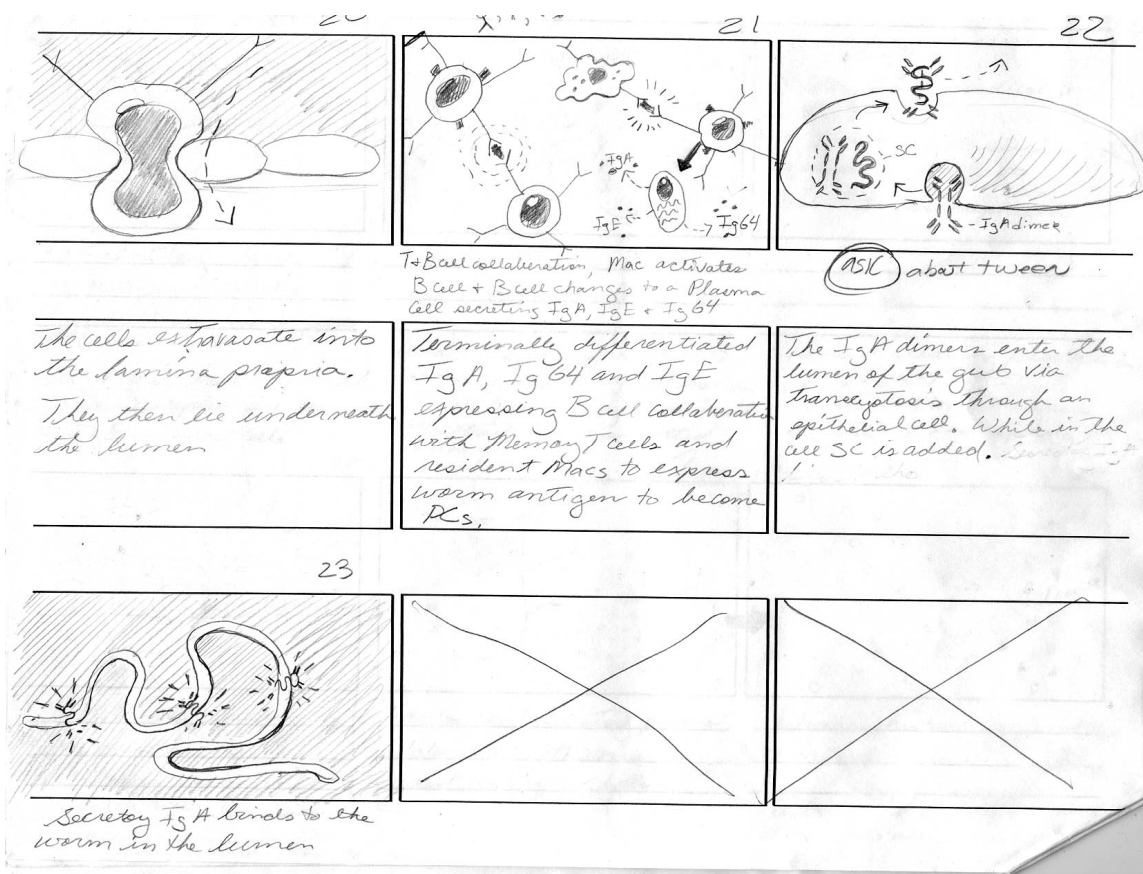 21
22
IgA
IgE
IgG4
SC
IgA dimer
T+B cell collaboration, Mac activates
B cell + B cell changes to a Plasma
cell secreting IgA, IgE + IgG4
ask about tween
The cells extravasate into
the lamina propria.
They then lie underneath
the lumen
Terminally differentiated
IgA, IgG4 and IgE
expressing B cell collaboration
with Memory T cells and
resident Macs to express
worm antigen to become
PCs.
The IgA dimers enter the
lumen of the gut via
transcytosis through an
epithelial cell. While in the
cell SC is added.
23
Secretory IgA binds to the
worm in the lumen